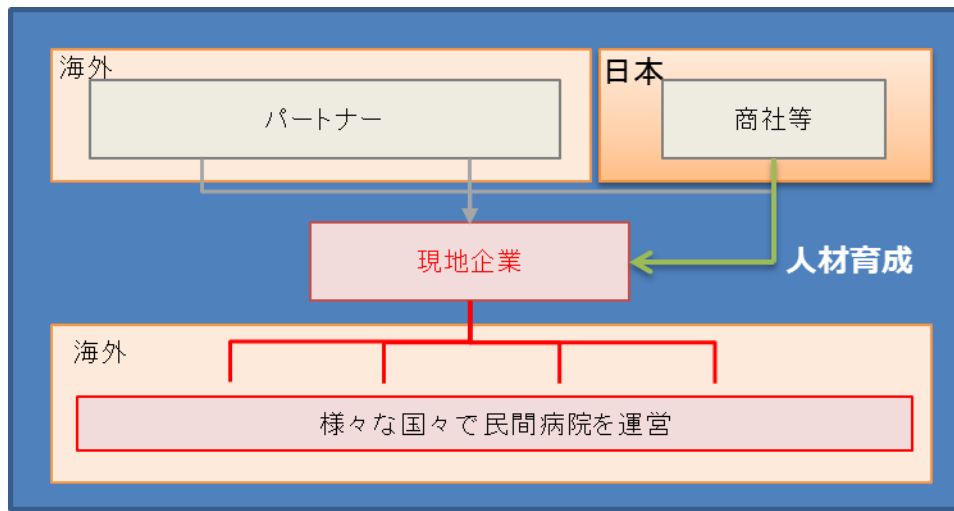 海外
日本
パートナー
商社等
現地企業
人材育成
海外
様々な国々で民間病院を運営